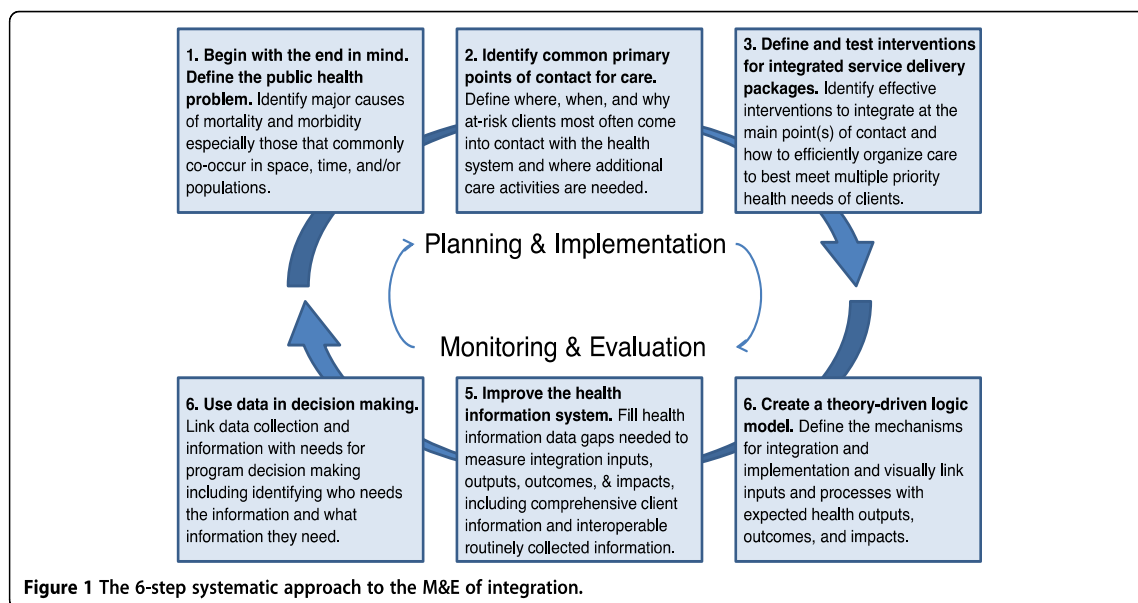 1. Begin with the end in mind.
Define the public health
problem. Identify major causes
of mortality and morbidity
especially those that commonly
co-occur in space, time, and/or
populations.
2. Identify common primary
points of contact for care.
Define where, when, and why
at-risk clients most often come
into contact with the health
system and where additional
care activities are needed.
3. Define and test interventions
for integrated service delivery
packages. Identify effective
interventions to integrate at the
main point(s) of contact and
how to efficiently organize care
to best meet multiple priority
health needs of clients.
Planning & Implementation
Monitoring & Evaluation
6. Use data in decision making.
Link data collection and
information with needs for
program decision making
including identifying who needs
the information and what
information they need.
5. Improve the health
information system. Fill health
information data gaps needed to
measure integration inputs,
outputs, outcomes, & impacts,
including comprehensive client
information and interoperable
routinely collected information.
6. Create a theory-driven logic
model. Define the mechanisms
for integration and
implementation and visually link
inputs and processes with
expected health outputs,
outcomes, and impacts.
Figure 1 The 6-step systematic approach to the M&E of integration.